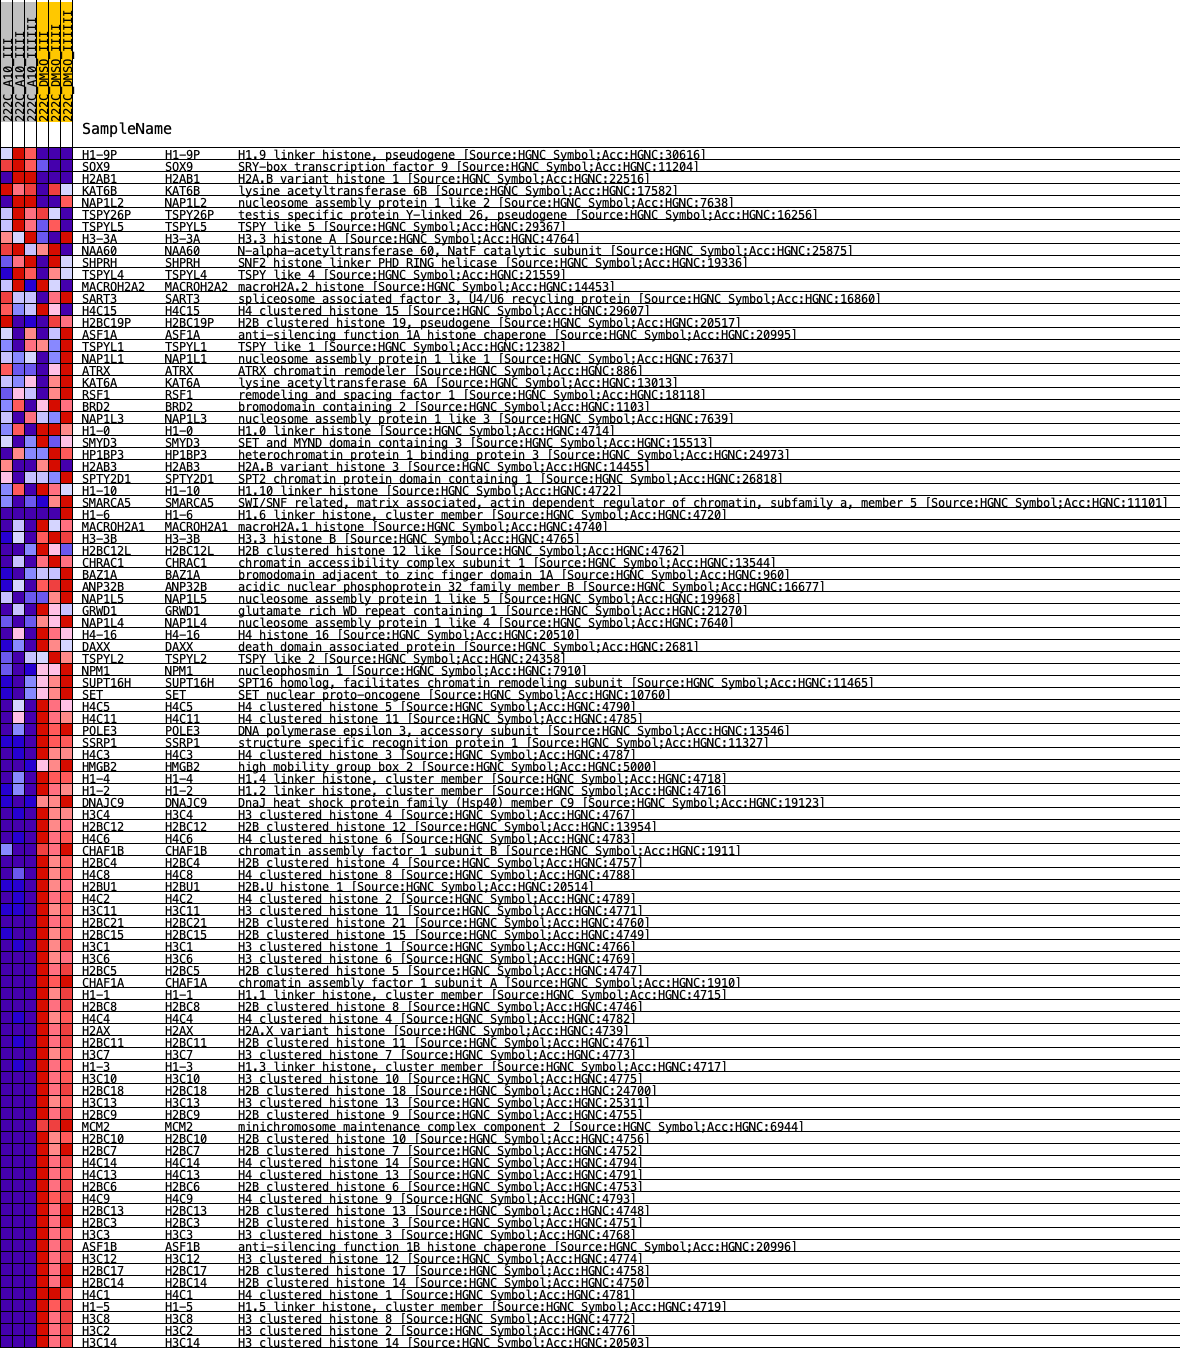 222C_A10_III
222C_A10_IIII
222C_A10_IIIIII
222C_DMSO_III
222C_DMSO_IIII
222C_DMSO_IIIIII
SampleName
H1-9P H1-9P H1.9 linker histone, pseudogene [Source:HGNC Symbol;Acc:HGNC:30616]
SOX9 SOX9 SRY-box transcription factor 9 [Source:HGNC Symbol;Acc:HGNC:11204]
H2AB1 H2AB1 H2A.B variant histone 1 [Source:HGNC Symbol;Acc:HGNC:22516]
KAT6B KAT6B lysine acetyltransferase 6B [Source:HGNC Symbol;Acc:HGNC:17582]
NAP1L2 NAP1L2 nucleosome assembly protein 1 like 2 [Source:HGNC Symbol;Acc:HGNC:7638]
TSPY26P TSPY26P testis specific protein Y-linked 26, pseudogene [Source:HGNC Symbol;Acc:HGNC:16256]
TSPYL5 TSPYL5 TSPY like 5 [Source:HGNC Symbol;Acc:HGNC:29367]
H3-3A H3-3A H3.3 histone A [Source:HGNC Symbol;Acc:HGNC:4764]
NAA60 NAA60 N-alpha-acetyltransferase 60, NatF catalytic subunit [Source:HGNC Symbol;Acc:HGNC:25875]
SHPRH SHPRH SNF2 histone linker PHD RING helicase [Source:HGNC Symbol;Acc:HGNC:19336]
TSPYL4 TSPYL4 TSPY like 4 [Source:HGNC Symbol;Acc:HGNC:21559]
MACROH2A2 MACROH2A2 macroH2A.2 histone [Source:HGNC Symbol;Acc:HGNC:14453]
SART3 SART3 spliceosome associated factor 3, U4/U6 recycling protein [Source:HGNC Symbol;Acc:HGNC:16860]
H4C15 H4C15 H4 clustered histone 15 [Source:HGNC Symbol;Acc:HGNC:29607]
H2BC19P H2BC19P H2B clustered histone 19, pseudogene [Source:HGNC Symbol;Acc:HGNC:20517]
ASF1A ASF1A anti-silencing function 1A histone chaperone [Source:HGNC Symbol;Acc:HGNC:20995]
TSPYL1 TSPYL1 TSPY like 1 [Source:HGNC Symbol;Acc:HGNC:12382]
NAP1L1 NAP1L1 nucleosome assembly protein 1 like 1 [Source:HGNC Symbol;Acc:HGNC:7637]
ATRX ATRX ATRX chromatin remodeler [Source:HGNC Symbol;Acc:HGNC:886]
KAT6A KAT6A lysine acetyltransferase 6A [Source:HGNC Symbol;Acc:HGNC:13013]
RSF1 RSF1 remodeling and spacing factor 1 [Source:HGNC Symbol;Acc:HGNC:18118]
BRD2 BRD2 bromodomain containing 2 [Source:HGNC Symbol;Acc:HGNC:1103]
NAP1L3 NAP1L3 nucleosome assembly protein 1 like 3 [Source:HGNC Symbol;Acc:HGNC:7639]
H1-0 H1-0 H1.0 linker histone [Source:HGNC Symbol;Acc:HGNC:4714]
SMYD3 SMYD3 SET and MYND domain containing 3 [Source:HGNC Symbol;Acc:HGNC:15513]
HP1BP3 HP1BP3 heterochromatin protein 1 binding protein 3 [Source:HGNC Symbol;Acc:HGNC:24973]
H2AB3 H2AB3 H2A.B variant histone 3 [Source:HGNC Symbol;Acc:HGNC:14455]
SPTY2D1 SPTY2D1 SPT2 chromatin protein domain containing 1 [Source:HGNC Symbol;Acc:HGNC:26818]
H1-10 H1-10 H1.10 linker histone [Source:HGNC Symbol;Acc:HGNC:4722]
SMARCA5 SMARCA5 SWI/SNF related, matrix associated, actin dependent regulator of chromatin, subfamily a, member 5 [Source:HGNC Symbol;Acc:HGNC:11101]
H1-6 H1-6 H1.6 linker histone, cluster member [Source:HGNC Symbol;Acc:HGNC:4720]
MACROH2A1 MACROH2A1 macroH2A.1 histone [Source:HGNC Symbol;Acc:HGNC:4740]
H3-3B H3-3B H3.3 histone B [Source:HGNC Symbol;Acc:HGNC:4765]
H2BC12L H2BC12L H2B clustered histone 12 like [Source:HGNC Symbol;Acc:HGNC:4762]
CHRAC1 CHRAC1 chromatin accessibility complex subunit 1 [Source:HGNC Symbol;Acc:HGNC:13544]
BAZ1A BAZ1A bromodomain adjacent to zinc finger domain 1A [Source:HGNC Symbol;Acc:HGNC:960]
ANP32B ANP32B acidic nuclear phosphoprotein 32 family member B [Source:HGNC Symbol;Acc:HGNC:16677]
NAP1L5 NAP1L5 nucleosome assembly protein 1 like 5 [Source:HGNC Symbol;Acc:HGNC:19968]
GRWD1 GRWD1 glutamate rich WD repeat containing 1 [Source:HGNC Symbol;Acc:HGNC:21270]
NAP1L4 NAP1L4 nucleosome assembly protein 1 like 4 [Source:HGNC Symbol;Acc:HGNC:7640]
H4-16 H4-16 H4 histone 16 [Source:HGNC Symbol;Acc:HGNC:20510]
DAXX DAXX death domain associated protein [Source:HGNC Symbol;Acc:HGNC:2681]
TSPYL2 TSPYL2 TSPY like 2 [Source:HGNC Symbol;Acc:HGNC:24358]
NPM1 NPM1 nucleophosmin 1 [Source:HGNC Symbol;Acc:HGNC:7910]
SUPT16H SUPT16H SPT16 homolog, facilitates chromatin remodeling subunit [Source:HGNC Symbol;Acc:HGNC:11465]
SET SET SET nuclear proto-oncogene [Source:HGNC Symbol;Acc:HGNC:10760]
H4C5 H4C5 H4 clustered histone 5 [Source:HGNC Symbol;Acc:HGNC:4790]
H4C11 H4C11 H4 clustered histone 11 [Source:HGNC Symbol;Acc:HGNC:4785]
POLE3 POLE3 DNA polymerase epsilon 3, accessory subunit [Source:HGNC Symbol;Acc:HGNC:13546]
SSRP1 SSRP1 structure specific recognition protein 1 [Source:HGNC Symbol;Acc:HGNC:11327]
H4C3 H4C3 H4 clustered histone 3 [Source:HGNC Symbol;Acc:HGNC:4787]
HMGB2 HMGB2 high mobility group box 2 [Source:HGNC Symbol;Acc:HGNC:5000]
H1-4 H1-4 H1.4 linker histone, cluster member [Source:HGNC Symbol;Acc:HGNC:4718]
H1-2 H1-2 H1.2 linker histone, cluster member [Source:HGNC Symbol;Acc:HGNC:4716]
DNAJC9 DNAJC9 DnaJ heat shock protein family (Hsp40) member C9 [Source:HGNC Symbol;Acc:HGNC:19123]
H3C4 H3C4 H3 clustered histone 4 [Source:HGNC Symbol;Acc:HGNC:4767]
H2BC12 H2BC12 H2B clustered histone 12 [Source:HGNC Symbol;Acc:HGNC:13954]
H4C6 H4C6 H4 clustered histone 6 [Source:HGNC Symbol;Acc:HGNC:4783]
CHAF1B CHAF1B chromatin assembly factor 1 subunit B [Source:HGNC Symbol;Acc:HGNC:1911]
H2BC4 H2BC4 H2B clustered histone 4 [Source:HGNC Symbol;Acc:HGNC:4757]
H4C8 H4C8 H4 clustered histone 8 [Source:HGNC Symbol;Acc:HGNC:4788]
H2BU1 H2BU1 H2B.U histone 1 [Source:HGNC Symbol;Acc:HGNC:20514]
H4C2 H4C2 H4 clustered histone 2 [Source:HGNC Symbol;Acc:HGNC:4789]
H3C11 H3C11 H3 clustered histone 11 [Source:HGNC Symbol;Acc:HGNC:4771]
H2BC21 H2BC21 H2B clustered histone 21 [Source:HGNC Symbol;Acc:HGNC:4760]
H2BC15 H2BC15 H2B clustered histone 15 [Source:HGNC Symbol;Acc:HGNC:4749]
H3C1 H3C1 H3 clustered histone 1 [Source:HGNC Symbol;Acc:HGNC:4766]
H3C6 H3C6 H3 clustered histone 6 [Source:HGNC Symbol;Acc:HGNC:4769]
H2BC5 H2BC5 H2B clustered histone 5 [Source:HGNC Symbol;Acc:HGNC:4747]
CHAF1A CHAF1A chromatin assembly factor 1 subunit A [Source:HGNC Symbol;Acc:HGNC:1910]
H1-1 H1-1 H1.1 linker histone, cluster member [Source:HGNC Symbol;Acc:HGNC:4715]
H2BC8 H2BC8 H2B clustered histone 8 [Source:HGNC Symbol;Acc:HGNC:4746]
H4C4 H4C4 H4 clustered histone 4 [Source:HGNC Symbol;Acc:HGNC:4782]
H2AX H2AX H2A.X variant histone [Source:HGNC Symbol;Acc:HGNC:4739]
H2BC11 H2BC11 H2B clustered histone 11 [Source:HGNC Symbol;Acc:HGNC:4761]
H3C7 H3C7 H3 clustered histone 7 [Source:HGNC Symbol;Acc:HGNC:4773]
H1-3 H1-3 H1.3 linker histone, cluster member [Source:HGNC Symbol;Acc:HGNC:4717]
H3C10 H3C10 H3 clustered histone 10 [Source:HGNC Symbol;Acc:HGNC:4775]
H2BC18 H2BC18 H2B clustered histone 18 [Source:HGNC Symbol;Acc:HGNC:24700]
H3C13 H3C13 H3 clustered histone 13 [Source:HGNC Symbol;Acc:HGNC:25311]
H2BC9 H2BC9 H2B clustered histone 9 [Source:HGNC Symbol;Acc:HGNC:4755]
MCM2 MCM2 minichromosome maintenance complex component 2 [Source:HGNC Symbol;Acc:HGNC:6944]
H2BC10 H2BC10 H2B clustered histone 10 [Source:HGNC Symbol;Acc:HGNC:4756]
H2BC7 H2BC7 H2B clustered histone 7 [Source:HGNC Symbol;Acc:HGNC:4752]
H4C14 H4C14 H4 clustered histone 14 [Source:HGNC Symbol;Acc:HGNC:4794]
H4C13 H4C13 H4 clustered histone 13 [Source:HGNC Symbol;Acc:HGNC:4791]
H2BC6 H2BC6 H2B clustered histone 6 [Source:HGNC Symbol;Acc:HGNC:4753]
H4C9 H4C9 H4 clustered histone 9 [Source:HGNC Symbol;Acc:HGNC:4793]
H2BC13 H2BC13 H2B clustered histone 13 [Source:HGNC Symbol;Acc:HGNC:4748]
H2BC3 H2BC3 H2B clustered histone 3 [Source:HGNC Symbol;Acc:HGNC:4751]
H3C3 H3C3 H3 clustered histone 3 [Source:HGNC Symbol;Acc:HGNC:4768]
ASF1B ASF1B anti-silencing function 1B histone chaperone [Source:HGNC Symbol;Acc:HGNC:20996]
H3C12 H3C12 H3 clustered histone 12 [Source:HGNC Symbol;Acc:HGNC:4774]
H2BC17 H2BC17 H2B clustered histone 17 [Source:HGNC Symbol;Acc:HGNC:4758]
H2BC14 H2BC14 H2B clustered histone 14 [Source:HGNC Symbol;Acc:HGNC:4750]
H4C1 H4C1 H4 clustered histone 1 [Source:HGNC Symbol;Acc:HGNC:4781]
H1-5 H1-5 H1.5 linker histone, cluster member [Source:HGNC Symbol;Acc:HGNC:4719]
H3C8 H3C8 H3 clustered histone 8 [Source:HGNC Symbol;Acc:HGNC:4772]
H3C2 H3C2 H3 clustered histone 2 [Source:HGNC Symbol;Acc:HGNC:4776]
H3C14 H3C14 H3 clustered histone 14 [Source:HGNC Symbol;Acc:HGNC:20503]